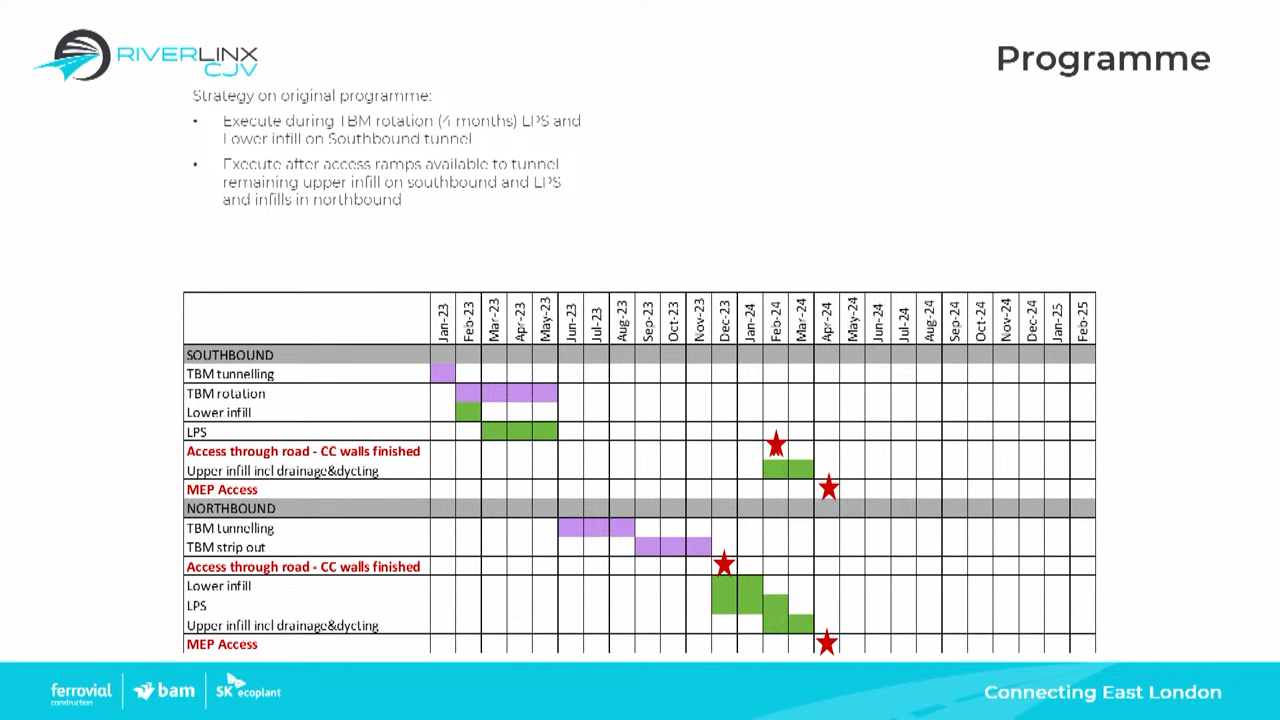 RIVERLINX
CJV
Programme
Strategy on original programme:
• Execute during TBM rotation (4 months) LPS and
Lower infill on Southbound tunnel
• Execute after access ramps available to tunnel
remaining upper infill on southbound and LPS
and infills in northbound
Jan-23 Feb-23 Mar-23 Apr-23 May-23 Jun-23 Jul-23 Aug-23 Sep-23 Oct-23 Nov-23 Dec-23 Jan-24 Feb-24 Mar-24 Apr-24 May-24 Jun-24 Jul-24 Aug-24 Sep-24 Oct-24 Nov-24 Dec-24 Jan-25 Feb-25
SOUTHBOUND
TBM tunnelling
TBM rotation
Lower infill
LPS
Access through road - CC walls finished
Upper infill incl drainage&dycting
MEP Access
NORTHBOUND
TBM tunnelling
TBM strip out
Access through road - CC walls finished
Lower infill
LPS
Upper infill incl drainage&dycting
MEP Access
ferrovial
construction
bam
SK ecoplant
Connecting East London